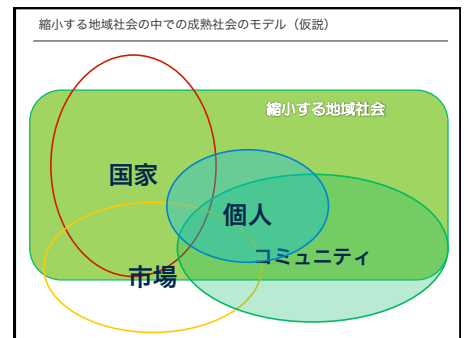 縮小する地域社会の中での成熟社会のモデル（仮説）
縮小する地域社会
国家
個人
コミュニティ
市場